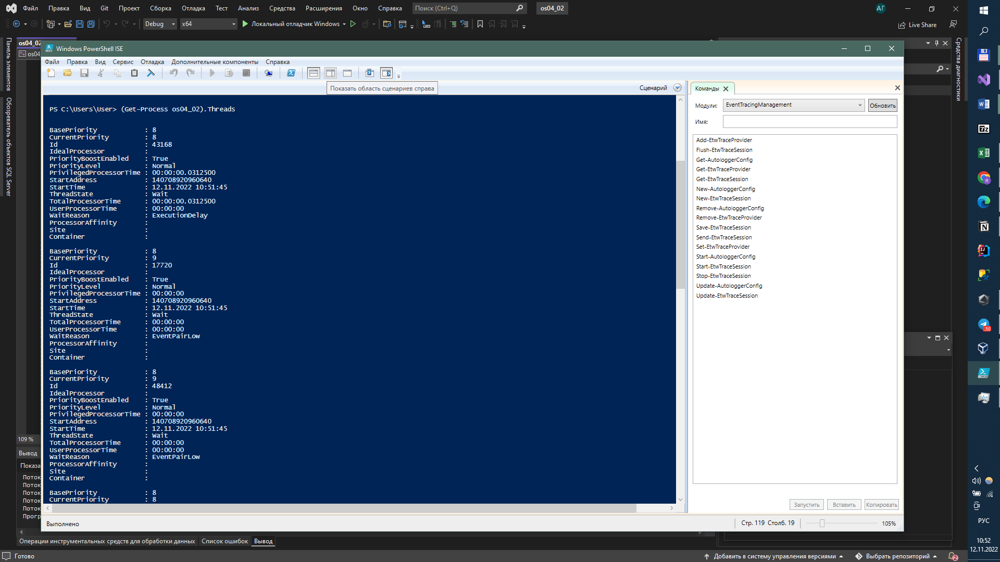 Файл Правка Вид Git Проект Сборка Отладка Тест Анализ Средства Расширения Окно Справка Поиск (Ctrl+Q) os04_02 АГ
Debug x64 Локальный отладчик Windows Live Share
Панель элементов
Обозреватель объектов SQL Server
os04_02
os04
Средства диагностики
Windows PowerShell ISE
Файл Правка Вид Сервис Отладка Дополнительные компоненты Справка
Показать область сценариев справа
Сценарий
PS C:\Users\User> (Get-Process os04_02).Threads
BasePriority : 8
CurrentPriority : 8
Id : 43168
IdealProcessor :
PriorityBoostEnabled : True
PriorityLevel : Normal
PrivilegedProcessorTime : 00:00:00.0312500
StartAddress : 140708920960640
StartTime : 12.11.2022 10:51:45
ThreadState : Wait
TotalProcessorTime : 00:00:00.0312500
UserProcessorTime : 00:00:00
WaitReason : ExecutionDelay
ProcessorAffinity :
Site :
Container :
BasePriority : 8
CurrentPriority : 9
Id : 17720
IdealProcessor :
PriorityBoostEnabled : True
PriorityLevel : Normal
PrivilegedProcessorTime : 00:00:00
StartAddress : 140708920960640
StartTime : 12.11.2022 10:51:45
ThreadState : Wait
TotalProcessorTime : 00:00:00
UserProcessorTime : 00:00:00
WaitReason : EventPairLow
ProcessorAffinity :
Site :
Container :
BasePriority : 8
CurrentPriority : 9
Id : 48412
IdealProcessor :
PriorityBoostEnabled : True
PriorityLevel : Normal
PrivilegedProcessorTime : 00:00:00
StartAddress : 140708920960640
StartTime : 12.11.2022 10:51:45
ThreadState : Wait
TotalProcessorTime : 00:00:00
UserProcessorTime : 00:00:00
WaitReason : EventPairLow
ProcessorAffinity :
Site :
Container :
BasePriority : 8
CurrentPriority : 8
Команды
Модули: EventTracingManagement Обновить
Имя:
Add-EtwTraceProvider
Flush-EtwTraceSession
Get-AutologgerConfig
Get-EtwTraceProvider
Get-EtwTraceSession
New-AutologgerConfig
New-EtwTraceSession
Remove-AutologgerConfig
Remove-EtwTraceProvider
Save-EtwTraceSession
Send-EtwTraceSession
Set-EtwTraceProvider
Start-AutologgerConfig
Start-EtwTraceSession
Stop-EtwTraceSession
Update-AutologgerConfig
Update-EtwTraceSession
Запустить Вставить Копировать
Выполнено
Стр. 119 Столб. 19 105%
109 %
Вывод
Показа
Поток
Поток
Поток
Поток
Поток
Прогр
Операции инструментальных средств для обработки данных Список ошибок Вывод
Готово Добавить в систему управления версиями Выбрать репозиторий 2
7z
R
50
РУС
10:52
12.11.2022